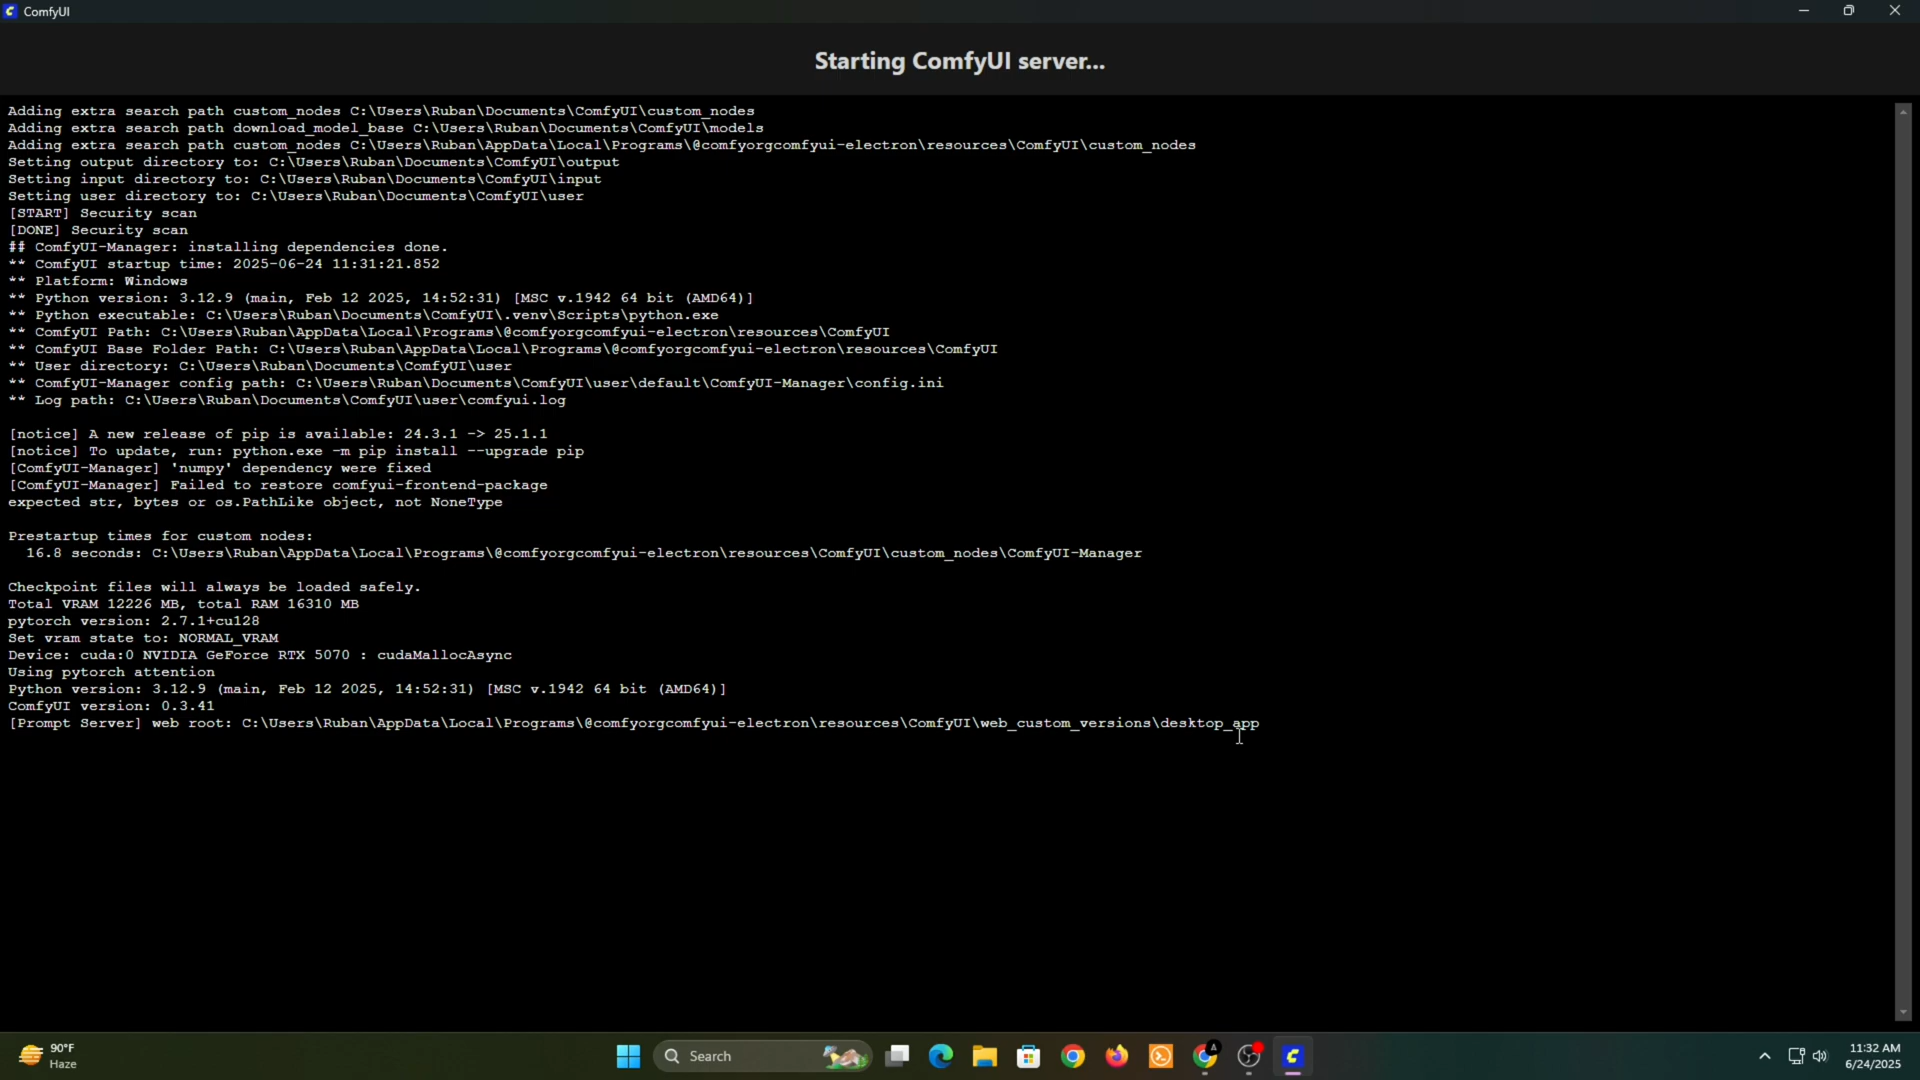 ComfyUI
Starting ComfyUI server...
Adding extra search path custom_nodes C:\Users\Ruban\Documents\ComfyUI\custom_nodes
Adding extra search path download_model_base C:\Users\Ruban\Documents\ComfyUI\models
Adding extra search path custom_nodes C:\Users\Ruban\AppData\Local\Programs\@comfyorgcomfyui-electron\resources\ComfyUI\custom_nodes
Setting output directory to: C:\Users\Ruban\Documents\ComfyUI\output
Setting input directory to: C:\Users\Ruban\Documents\ComfyUI\input
Setting user directory to: C:\Users\Ruban\Documents\ComfyUI\user
[START] Security scan
[DONE] Security scan
## ComfyUI-Manager: installing dependencies done.
** ComfyUI startup time: 2025-06-24 11:31:21.852
** Platform: Windows
** Python version: 3.12.9 (main, Feb 12 2025, 14:52:31) [MSC v.1942 64 bit (AMD64)]
** Python executable: C:\Users\Ruban\Documents\ComfyUI\.venv\Scripts\python.exe
** ComfyUI Path: C:\Users\Ruban\AppData\Local\Programs\@comfyorgcomfyui-electron\resources\ComfyUI
** ComfyUI Base Folder Path: C:\Users\Ruban\AppData\Local\Programs\@comfyorgcomfyui-electron\resources\ComfyUI
** User directory: C:\Users\Ruban\Documents\ComfyUI\user
** ComfyUI-Manager config path: C:\Users\Ruban\Documents\ComfyUI\user\default\ComfyUI-Manager\config.ini
** Log path: C:\Users\Ruban\Documents\ComfyUI\user\comfyui.log
[notice] A new release of pip is available: 24.3.1 -> 25.1.1
[notice] To update, run: python.exe -m pip install --upgrade pip
[ComfyUI-Manager] 'numpy' dependency were fixed
[ComfyUI-Manager] Failed to restore comfyui-frontend-package
expected str, bytes or os.PathLike object, not NoneType
Prestartup times for custom nodes:
16.8 seconds: C:\Users\Ruban\AppData\Local\Programs\@comfyorgcomfyui-electron\resources\ComfyUI\custom_nodes\ComfyUI-Manager
Checkpoint files will always be loaded safely.
Total VRAM 12226 MB, total RAM 16310 MB
pytorch version: 2.7.1+cu128
Set vram state to: NORMAL_VRAM
Device: cuda:0 NVIDIA GeForce RTX 5070 : cudaMallocAsync
Using pytorch attention
Python version: 3.12.9 (main, Feb 12 2025, 14:52:31) [MSC v.1942 64 bit (AMD64)]
ComfyUI version: 0.3.41
[Prompt Server] web root: C:\Users\Ruban\AppData\Local\Programs\@comfyorgcomfyui-electron\resources\ComfyUI\web_custom_versions\desktop_app
90°F
Haze
Search
11:32 AM
6/24/2025